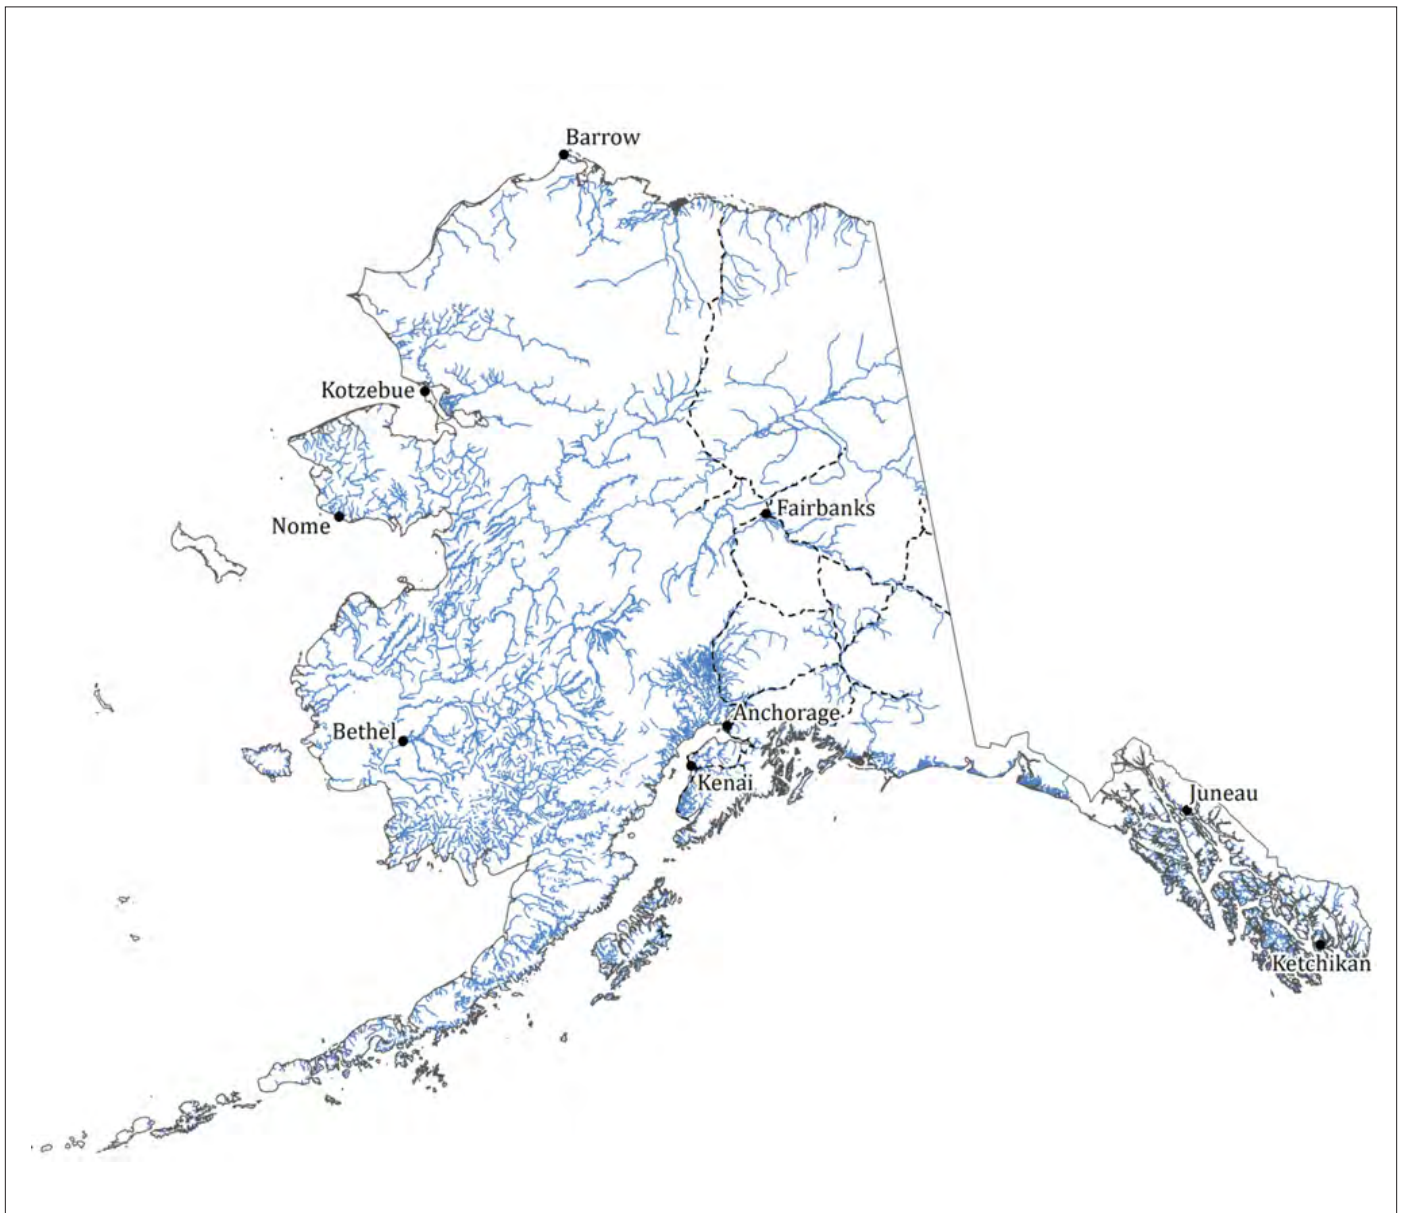 Barrow
Kotzebue
Nome
Fairbanks
Bethel
Anchorage
Kenai
Juneau
Ketchikan